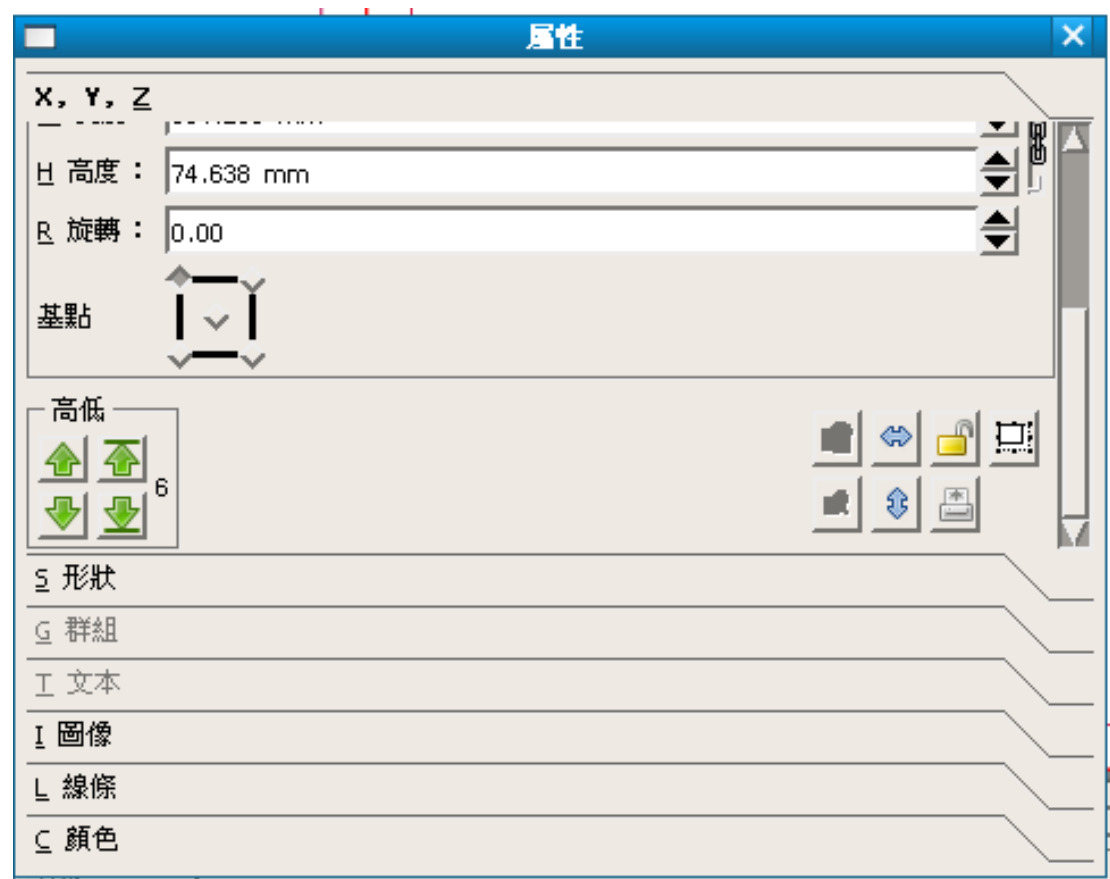 属性
X, Y, Z
H 高度：
74.638 mm
R 旋轉：
0.00
基點
高低
6
S 形狀
G 群組
T 文本
I 圖像
L 線條
C 顏色